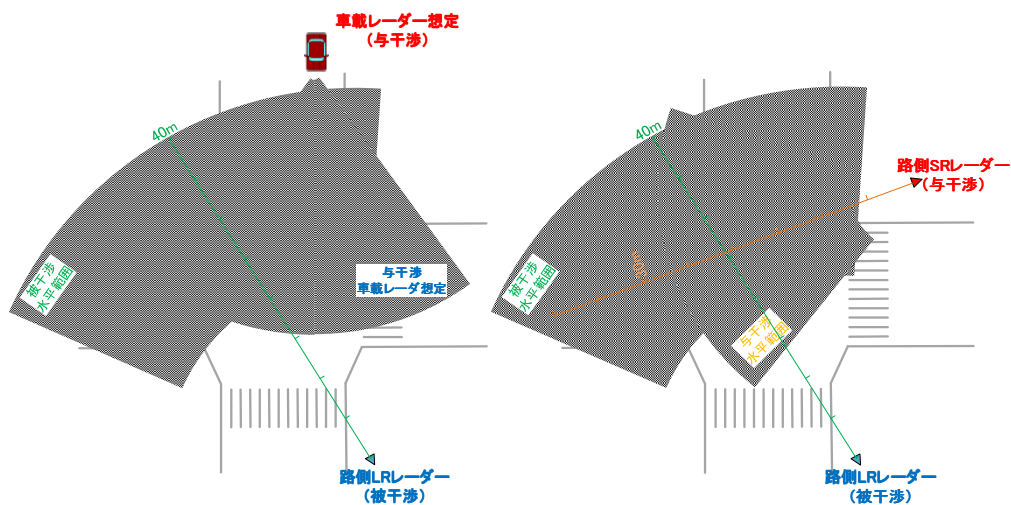 車載レーダー想定
（与干渉）
40m
被干渉
水平範囲
与干渉
車載レーダ想定
路側LRレーダー
（被干渉）
40m
路側SRレーダー
（与干渉）
被干渉
水平範囲
与干渉
水平範囲
路側LRレーダー
（被干渉）